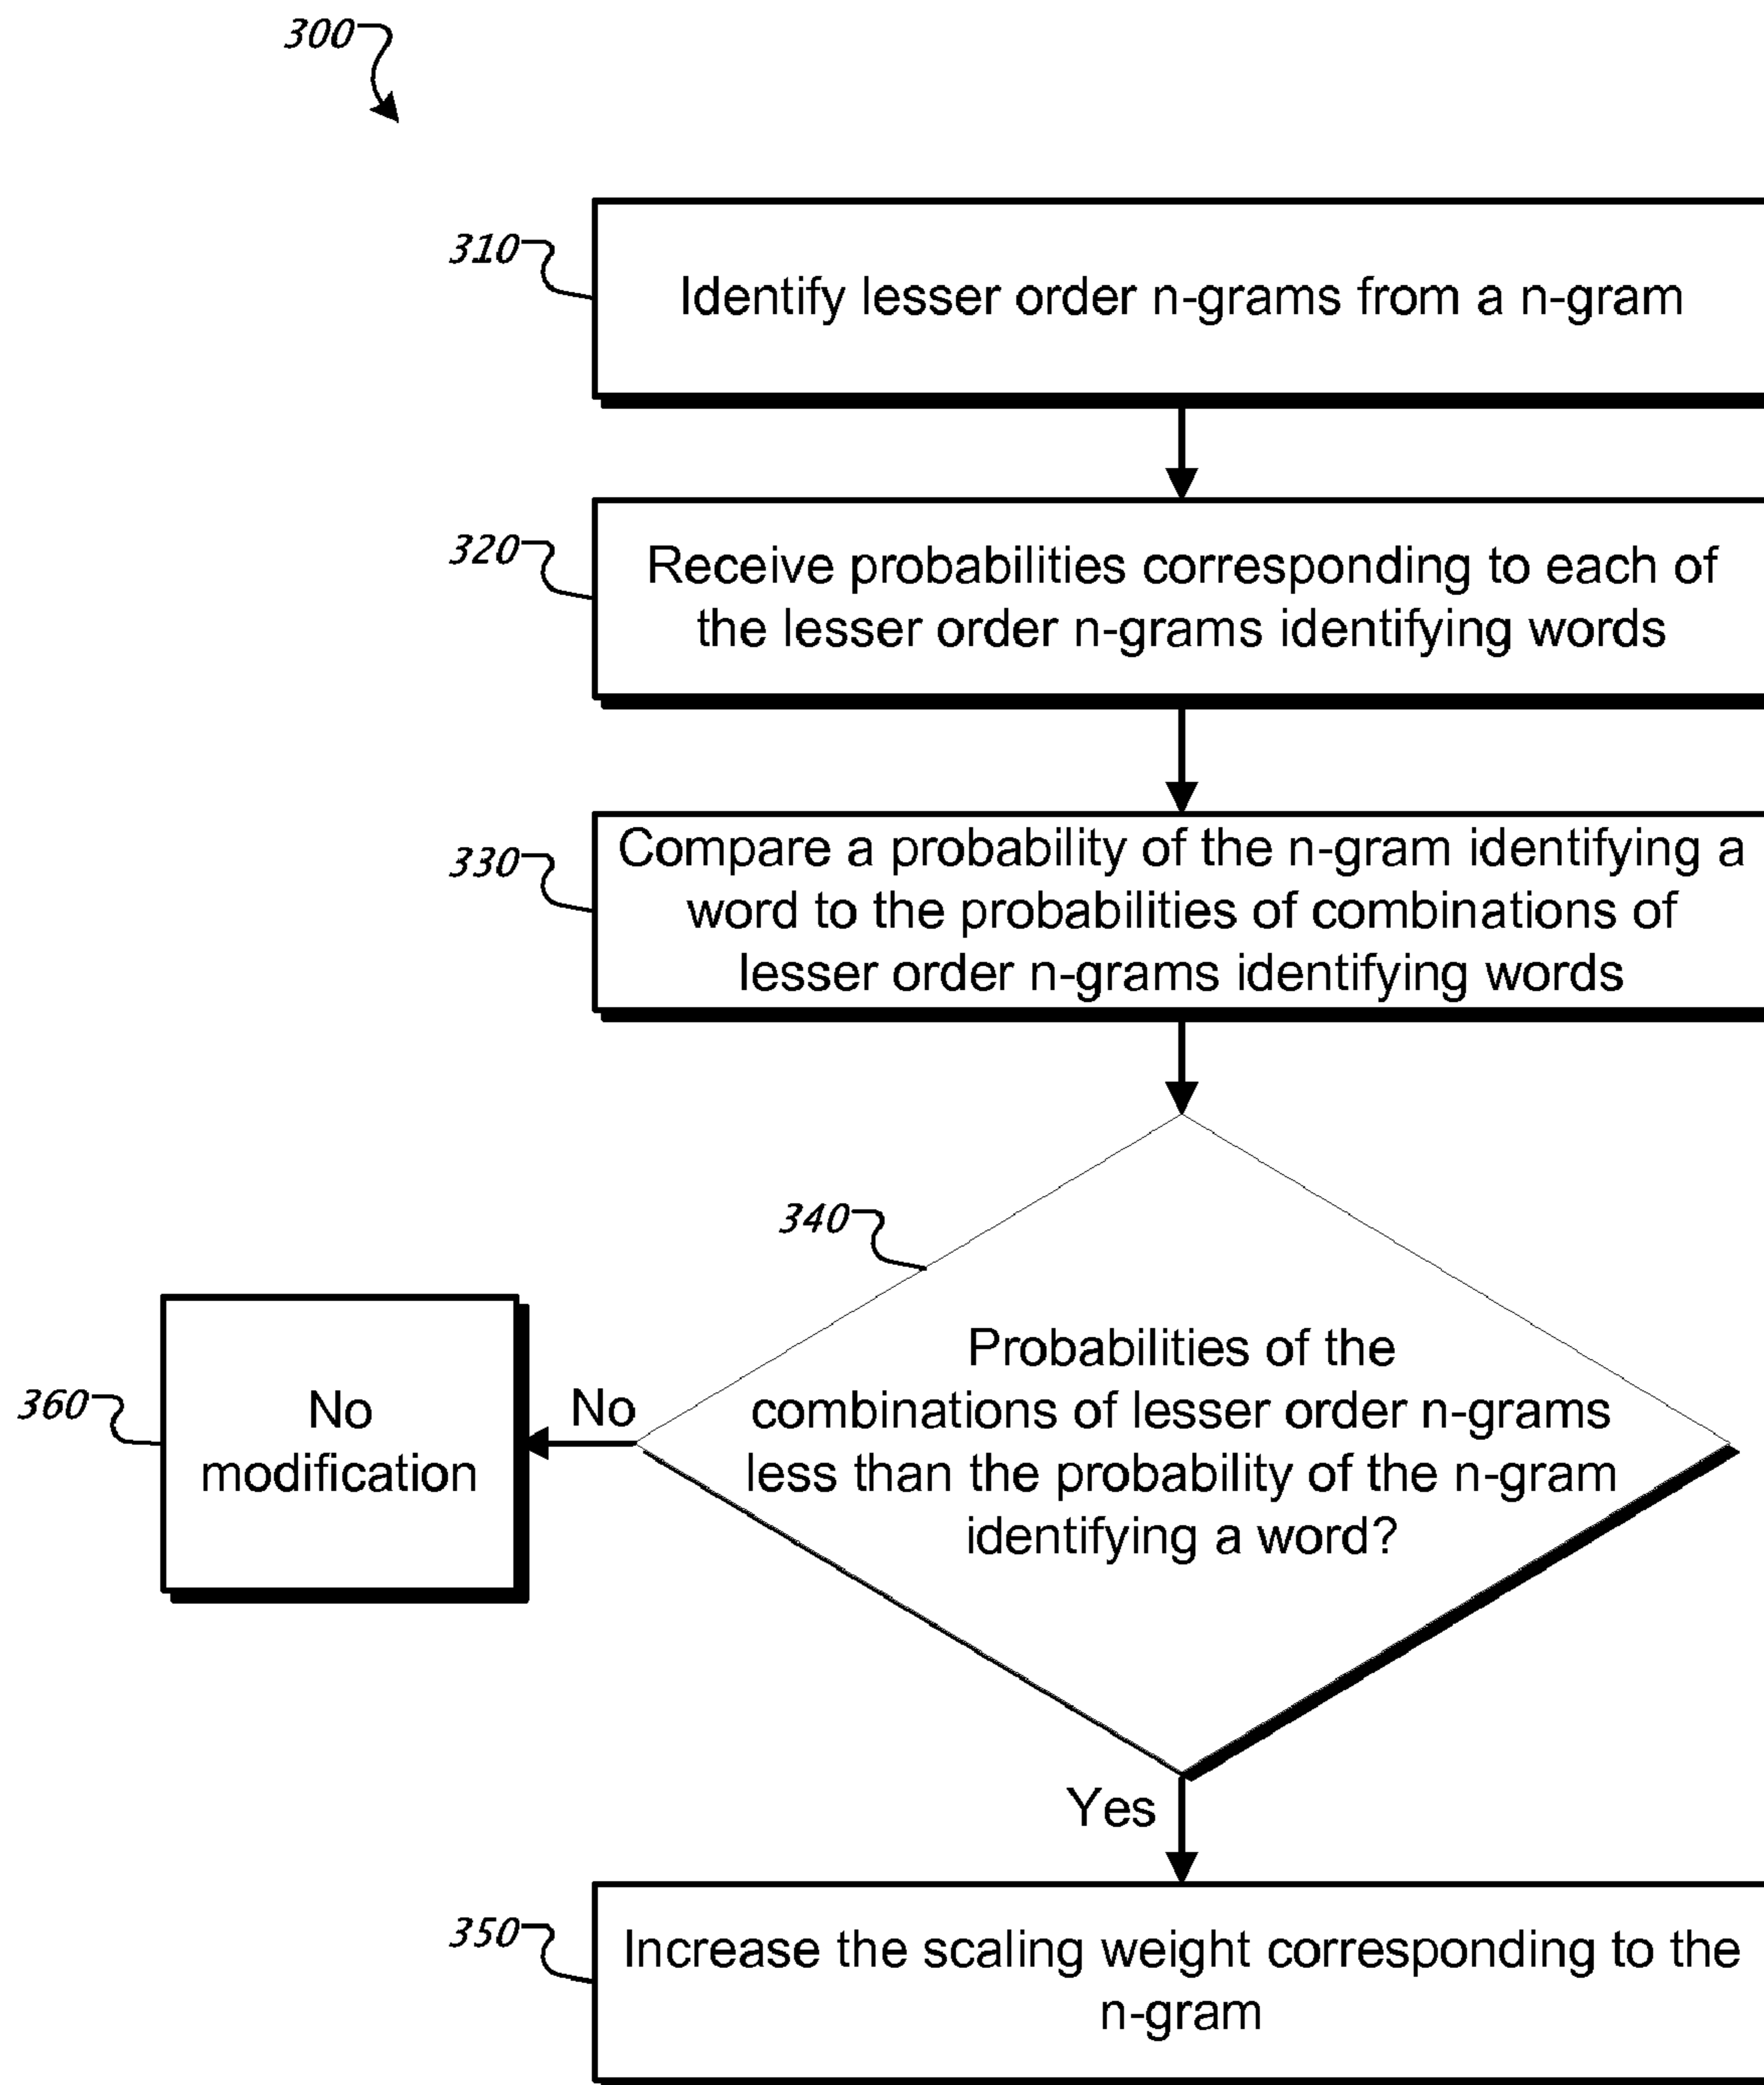 300
310
Identify lesser order n-grams from a n-gram
320
Receive probabilities corresponding to each of
the lesser order n-grams identifying words
330
Compare a probability of the n-gram identifying a
word to the probabilities of combinations of
lesser order n-grams identifying words
340
Probabilities of the
combinations of lesser order n-grams
less than the probability of the n-gram
identifying a word?
No
360
No
modification
Yes
350
Increase the scaling weight corresponding to the
n-gram